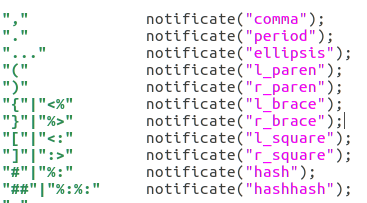 ","	notificate("comma");
"."	notificate("period");
"..."	notificate("ellipsis");
"("	notificate("l_paren");
")"	notificate("r_paren");
"{"|"<%"	notificate("l_brace");
"}"|"%>"	notificate("r_brace");
"["|"<:"	notificate("l_square");
"]"|":>"	notificate("r_square");
"#"|"%:"	notificate("hash");
"##"|"%:%:"	notificate("hashhash");